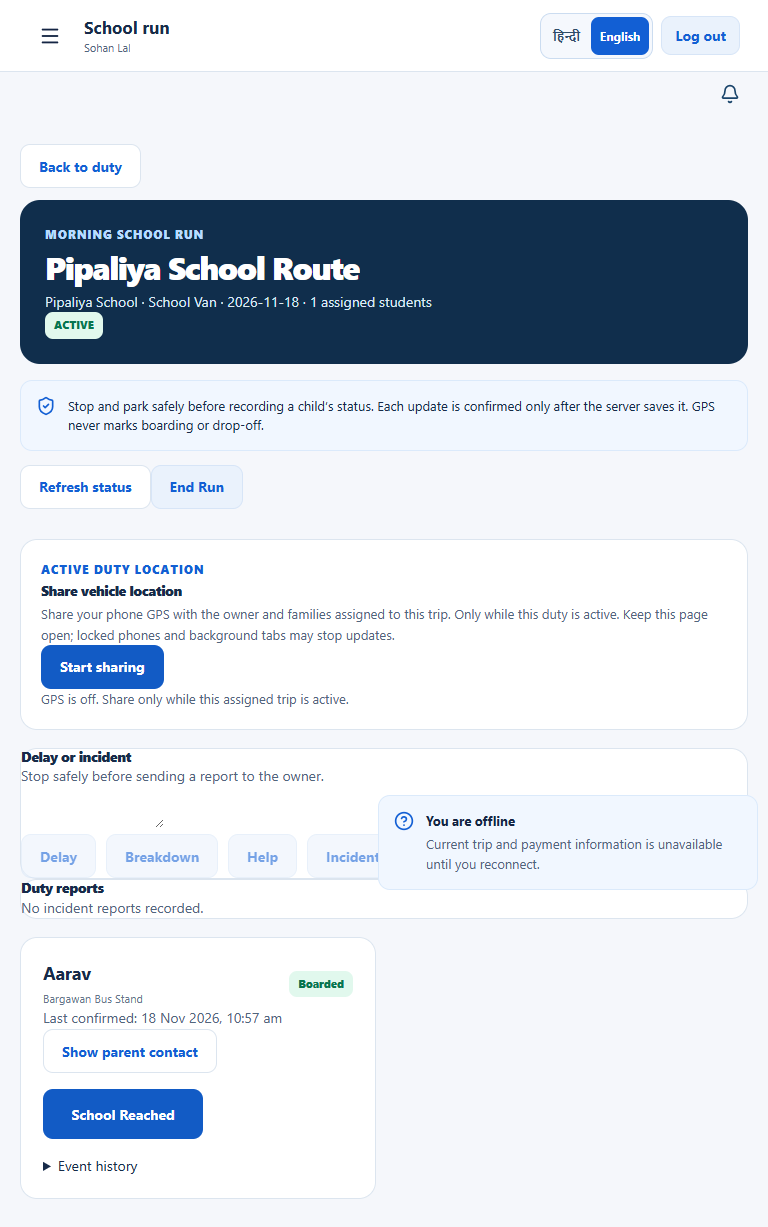 School run
Sohan Lal
हिन्दी
English
Log out
Back to duty
MORNING SCHOOL RUN
Pipaliya School Route
Pipaliya School · School Van · 2026-11-18 · 1 assigned students
ACTIVE
Stop and park safely before recording a child's status. Each update is confirmed only after the server saves it. GPS
never marks boarding or drop-off.
Refresh status
End Run
ACTIVE DUTY LOCATION
Share vehicle location
Share your phone GPS with the owner and families assigned to this trip. Only while this duty is active. Keep this page
open; locked phones and background tabs may stop updates.
Start sharing
GPS is off. Share only while this assigned trip is active.
Delay or incident
Stop safely before sending a report to the owner.
Delay
Breakdown
Help
Incident
You are offline
Current trip and payment information is unavailable
until you reconnect.
Duty reports
No incident reports recorded.
Aarav
Bargawan Bus Stand
Boarded
Last confirmed: 18 Nov 2026, 10:57 am
Show parent contact
School Reached
Event history